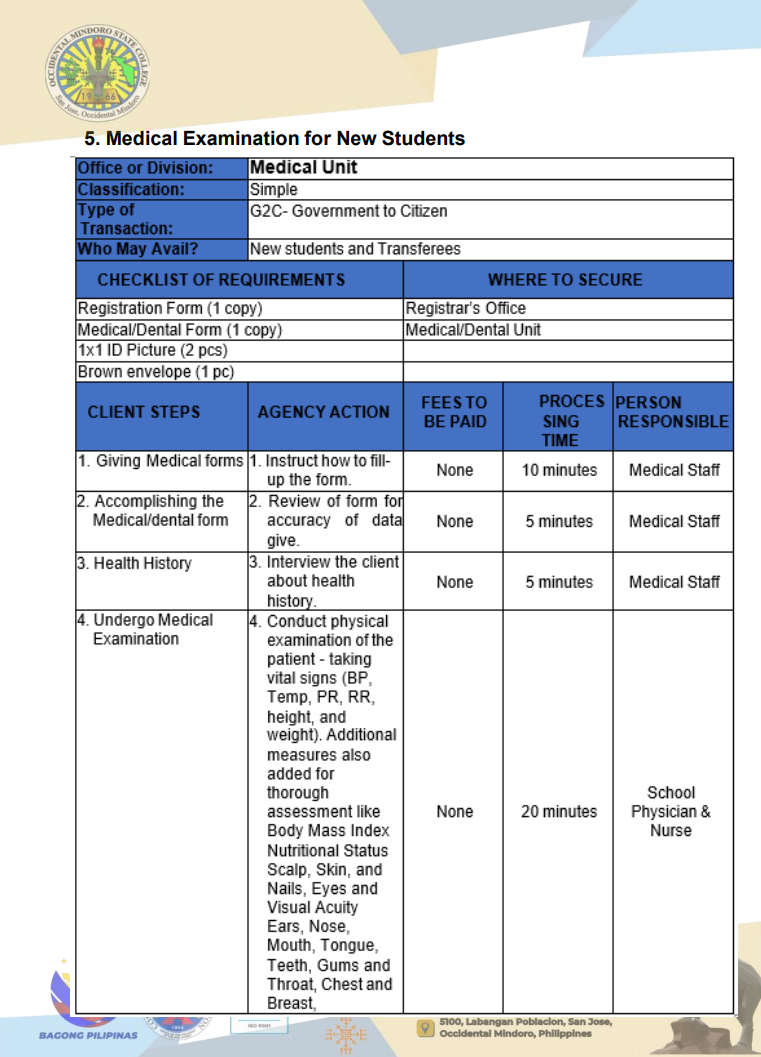 OCCIDENTAL MINDORO STATE COLLEGE
1966
San Jose, Occidental Mindoro
5. Medical Examination for New Students
Office or Division: Medical Unit
Classification: Simple
Type of G2C- Government to Citizen
Transaction:
Who May Avail? New students and Transferees
CHECKLIST OF REQUIREMENTS WHERE TO SECURE
Registration Form (1 copy) Registrar's Office
Medical/Dental Form (1 copy) Medical/Dental Unit
1x1 ID Picture (2 pcs)
Brown envelope (1 pc)
CLIENT STEPS AGENCY ACTION
FEES TO
BE PAID
PROCES
SING
TIME
PERSON
RESPONSIBLE
1. Giving Medical forms
1. Instruct how to fill-
up the form.
None
10 minutes
Medical Staff
2. Accomplishing the
Medical/dental form
2. Review of form for
accuracy of data
give.
None
5 minutes
Medical Staff
3. Health History
3. Interview the client
about health
history.
None
5 minutes
Medical Staff
4. Undergo Medical
Examination
4. Conduct physical
examination of the
patient - taking
vital signs (BP,
Temp, PR, RR,
height, and
weight). Additional
measures also
added for
thorough
assessment like
Body Mass Index
Nutritional Status
Scalp, Skin, and
Nails, Eyes and
Visual Acuity
Ears, Nose,
Mouth, Tongue,
Teeth, Gums and
Throat, Chest and
Breast,
None
20 minutes
School
Physician &
Nurse
BAGONG PILIPINAS
ISO 9001
5100, Labangan Poblacion, San Jose,
Occidental Mindoro, Philippines